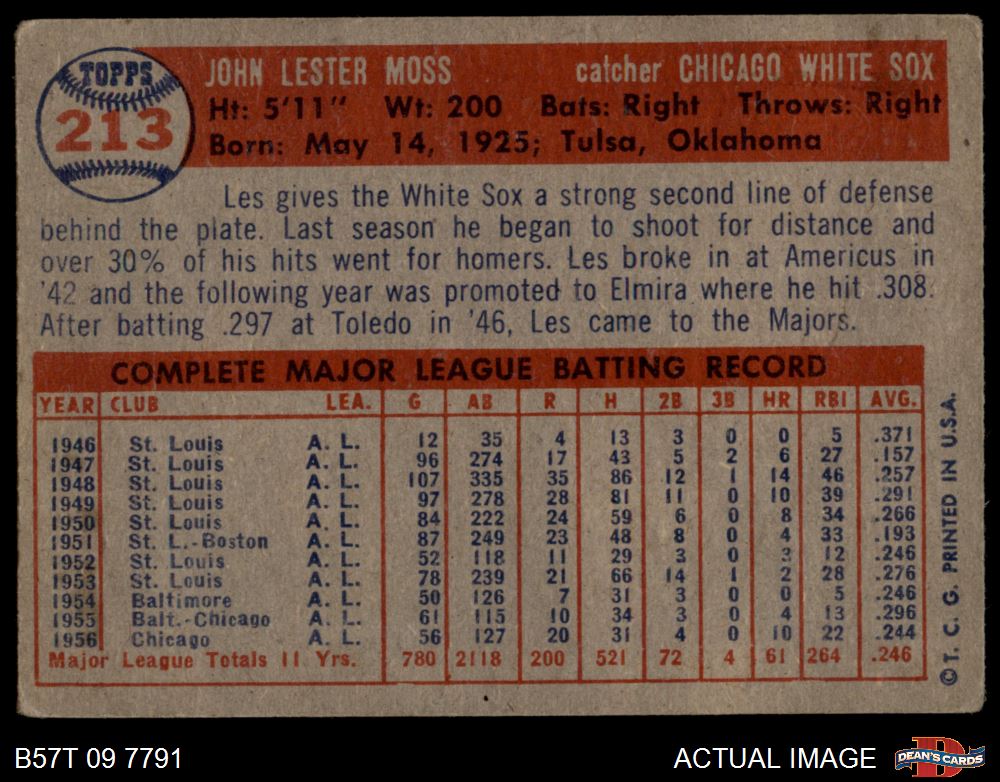 TOPPS
213
JOHN LESTER MOSS catcher CHICAGO WHITE SOX
Ht: 5'11" Wt: 200 Bats: Right Throws: Right
Born: May 14, 1925; Tulsa, Oklahoma
Les gives the White Sox a strong second line of defense
behind the plate. Last season he began to shoot for distance and
over 30% of his hits went for homers. Les broke in at Americus in
'42 and the following year was promoted to Elmira where he hit .308.
After batting .297 at Toledo in '46, Les came to the Majors.
COMPLETE MAJOR LEAGUE BATTING RECORD
YEAR CLUB LEA. G AB R H 2B 3B HR RBI AVG.
1946 St. Louis A. L. 12 35 4 13 3 0 0 5 .371
1947 St. Louis A. L. 96 274 17 43 5 2 6 27 .157
1948 St. Louis A. L. 107 335 35 86 12 1 14 46 .257
1949 St. Louis A. L. 97 278 28 81 11 0 10 39 .291
1950 St. Louis A. L. 84 222 24 59 6 0 8 34 .266
1951 St. L.-Boston A. L. 87 249 23 48 8 0 4 33 .193
1952 St. Louis A. L. 52 118 11 29 3 0 3 12 .246
1953 St. Louis A. L. 78 239 21 66 14 1 2 28 .276
1954 Baltimore A. L. 50 126 7 31 3 0 0 5 .246
1955 Balt.-Chicago A. L. 61 115 10 34 3 0 4 13 .296
1956 Chicago A. L. 56 127 20 31 4 0 10 22 .244
Major League Totals 11 Yrs. 780 2118 200 521 72 4 61 264 .246
©T. C. G. PRINTED IN U.S.A.
B57T 09 7791 ACTUAL IMAGE
DEAN'S CARDS